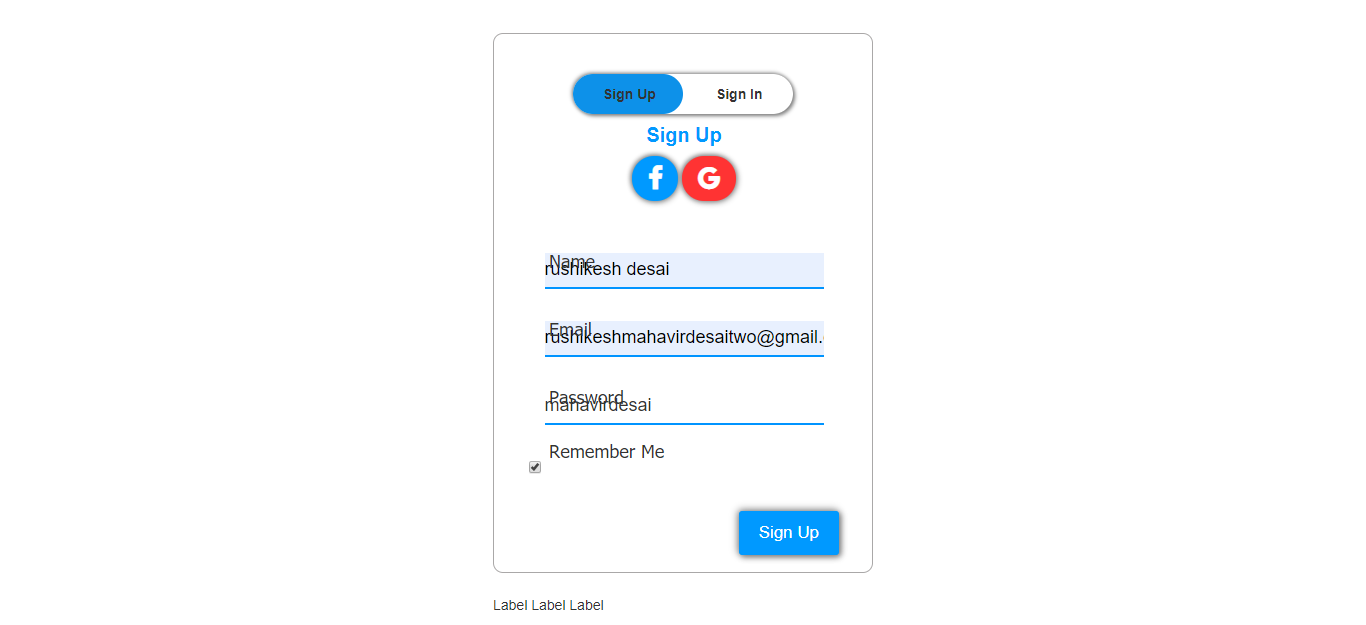 Sign Up Sign In
Sign Up
f G
Name
rushikesh desai
Email
rushikeshmahavirdesaitwo@gmail.
Password
mahavirdesai
Remember Me
Sign Up
Label Label Label